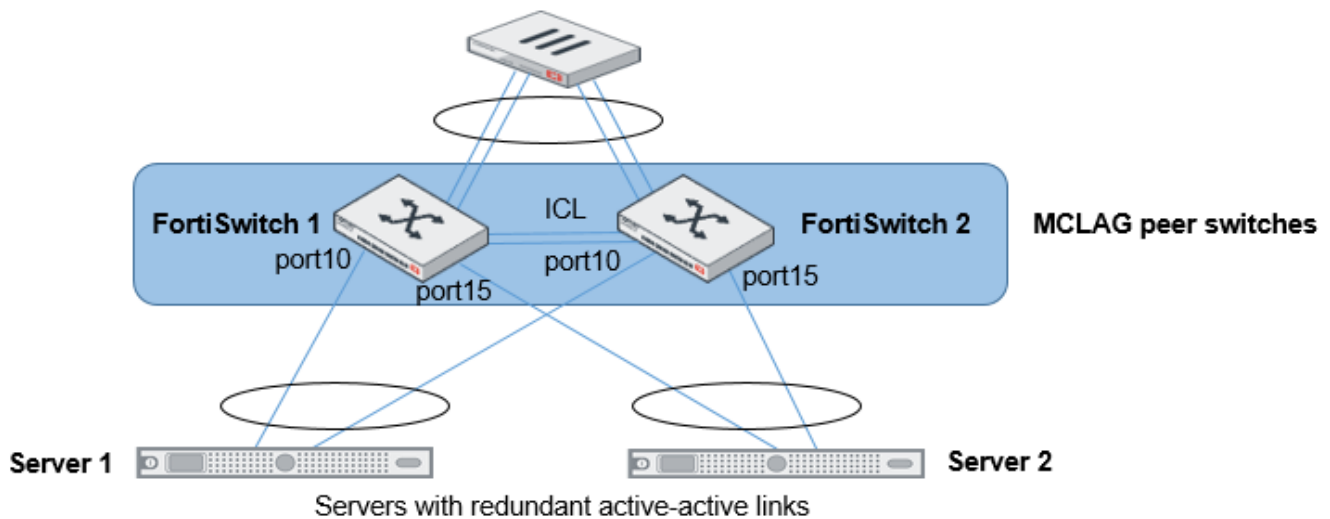 ICL
FortiSwitch 1
FortiSwitch 2
MCLAG peer switches
port10
port10
port15
port15
Server 1
Server 2
Servers with redundant active-active links